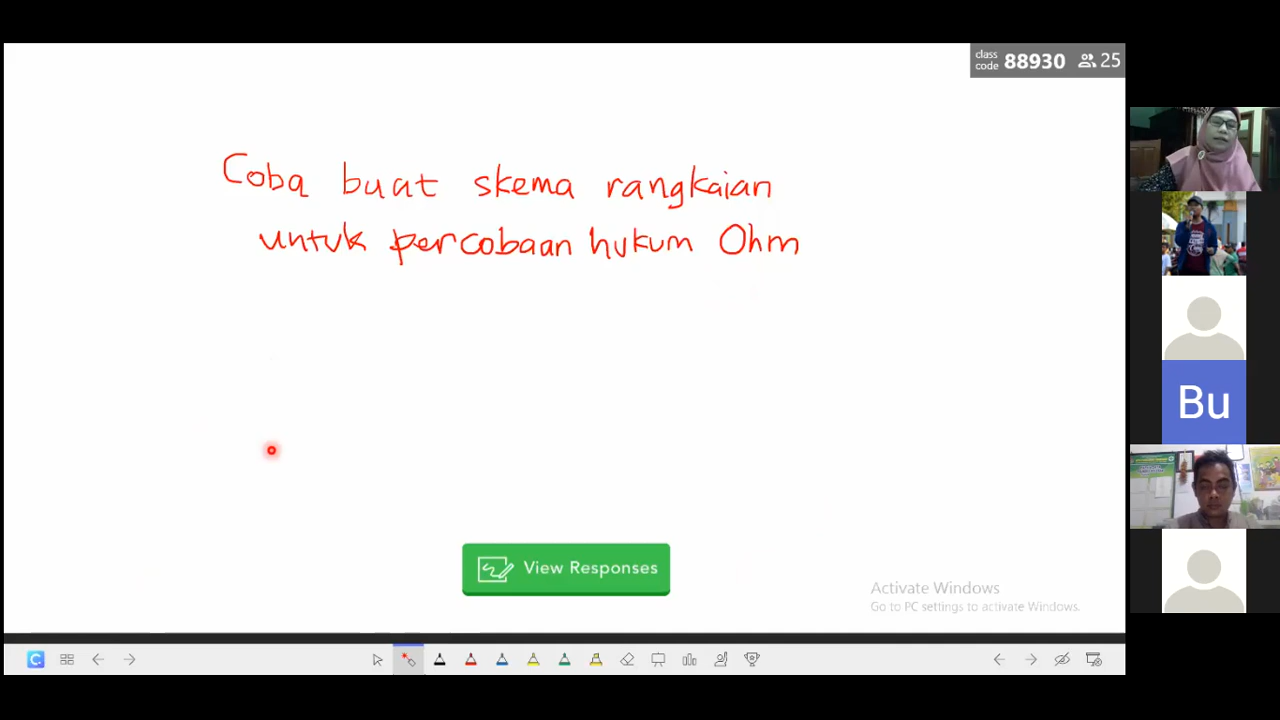 class code 88930 25
Coba buat skema rangkaian
untuk percobaan hukum Ohm
Bu
View Responses
Activate Windows
Go to PC settings to activate Windows.